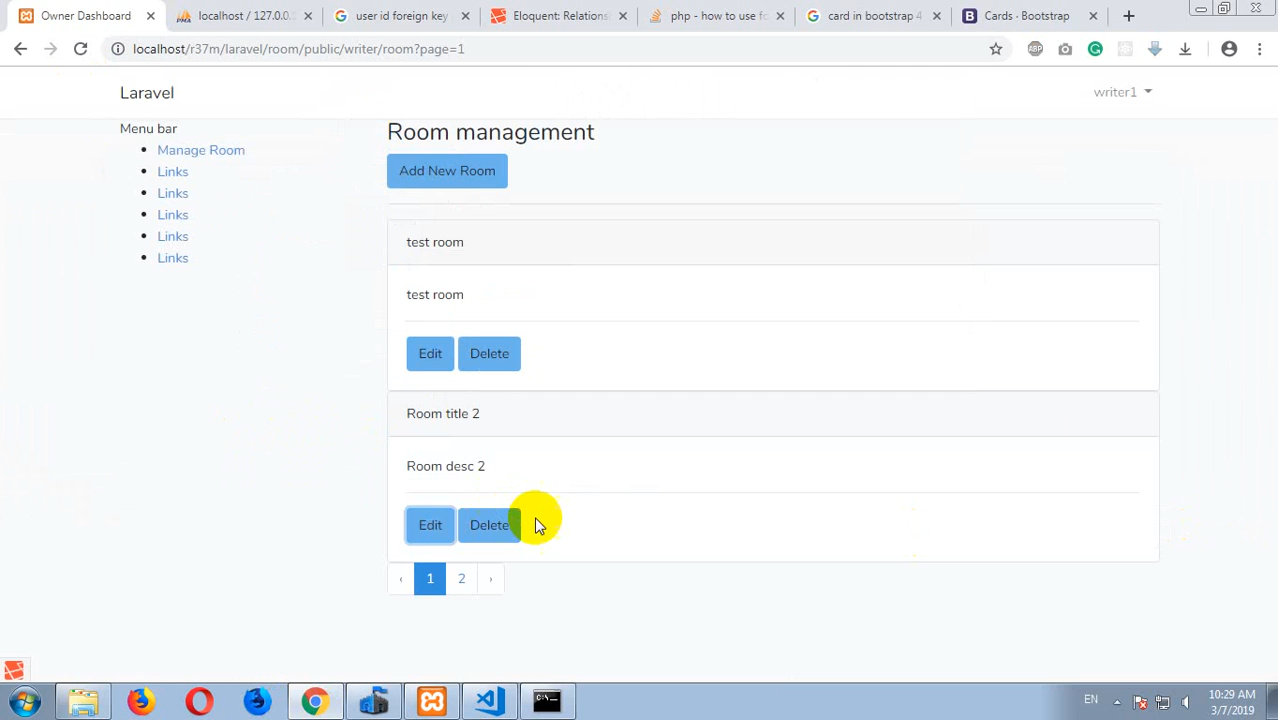 Owner Dashboard
localhost / 127.0.0.
user id foreign key
Eloquent: Relations
php - how to use fo
card in bootstrap 4
Cards · Bootstrap
localhost/r37m/laravel/room/public/writer/room?page=1
ABP
Laravel
writer1
Menu bar
Manage Room
Links
Links
Links
Links
Links
Room management
Add New Room
test room
test room
Edit Delete
Room title 2
Room desc 2
Edit Delete
‹ 1 2 ›
EN
10:29 AM
3/7/2019